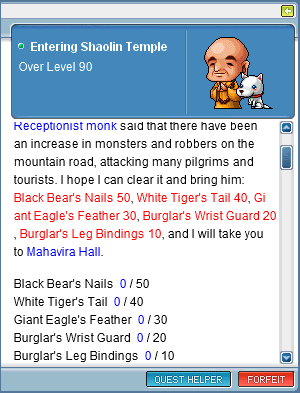 Entering Shaolin Temple
Over Level 90
Receptionist monk said that there have been
an increase in monsters and robbers on the
mountain road, attacking many pilgrims and
tourists. I hope I can clear it and bring him:
Black Bear's Nails 50, White Tiger's Tail 40, Gi
ant Eagle's Feather 30, Burglar's Wrist Guard 20
, Burglar's Leg Bindings 10, and I will take you
to Mahavira Hall.
Black Bear's Nails 0 / 50
White Tiger's Tail 0 / 40
Giant Eagle's Feather 0 / 30
Burglar's Wrist Guard 0 / 20
Burglar's Leg Bindings 0 / 10
QUEST HELPER FORFEIT